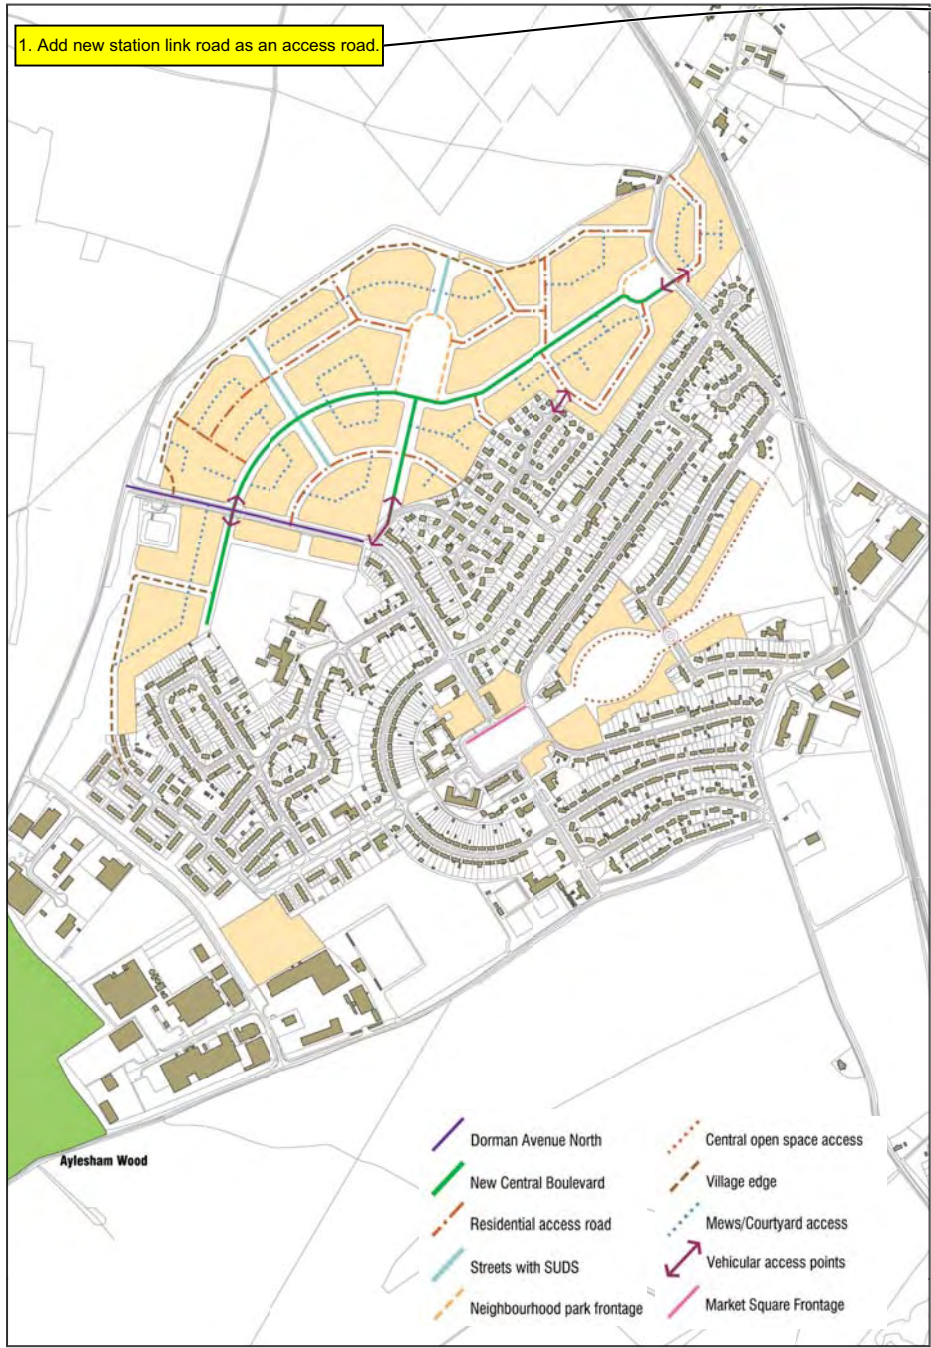 1. Add new station link road as an access road.
Aylesham Wood
Dorman Avenue North
New Central Boulevard
Residential access road
Streets with SUDS
Neighbourhood park frontage
Central open space access
Village edge
Mews/Courtyard access
Vehicular access points
Market Square Frontage